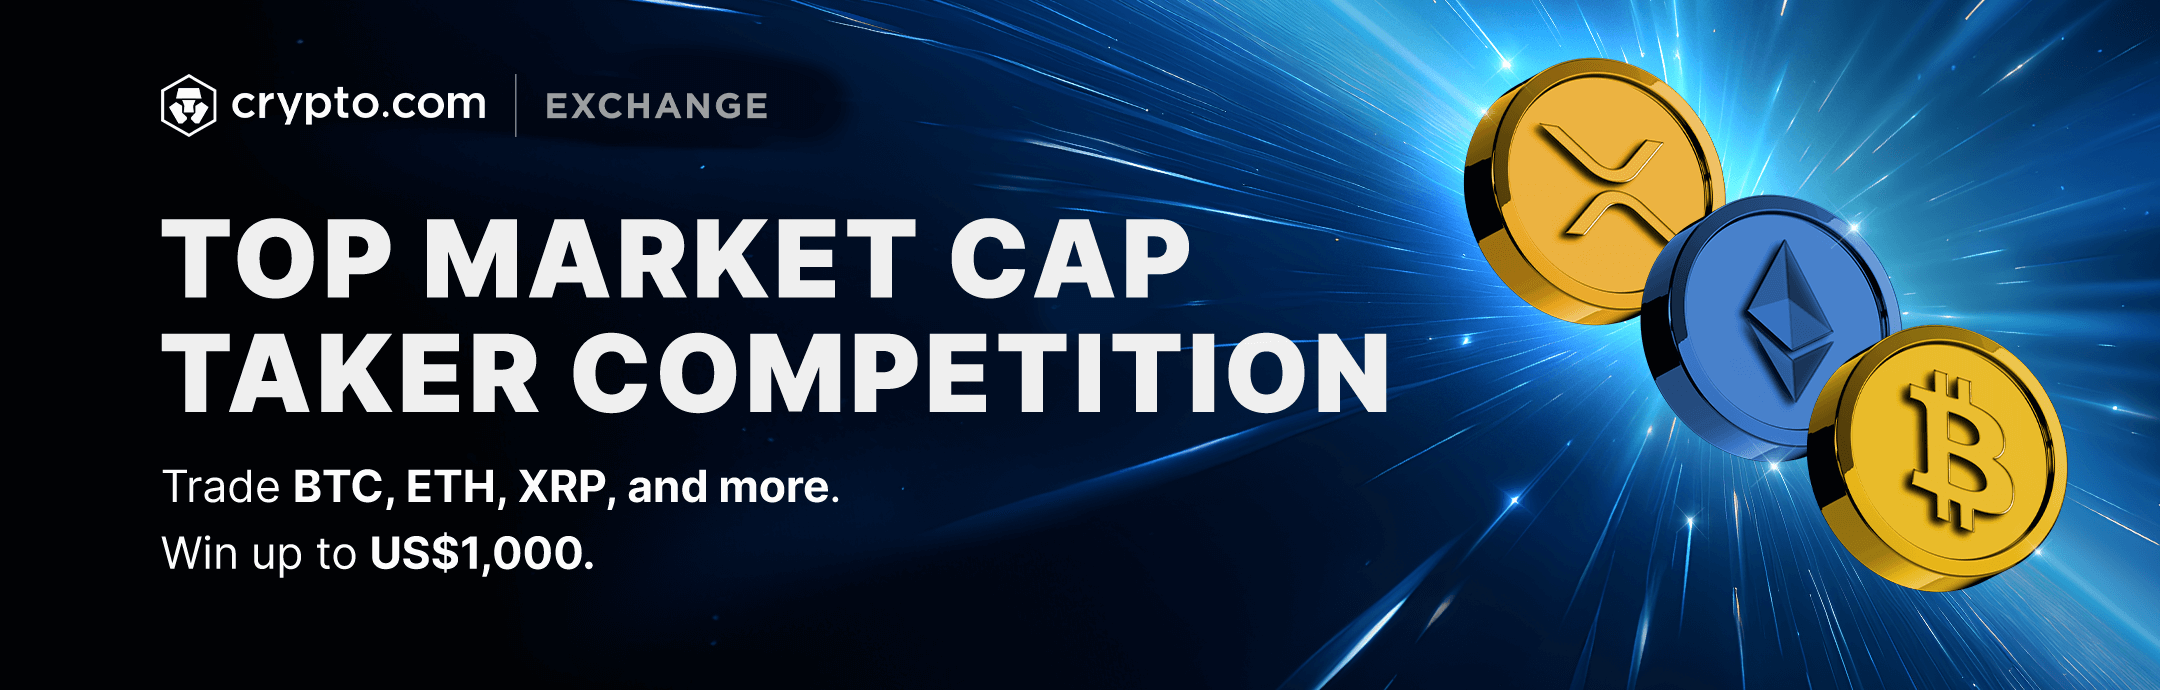 crypto.com | EXCHANGE
TOP MARKET CAP
TAKER COMPETITION
Trade BTC, ETH, XRP, and more.
Win up to US$1,000.